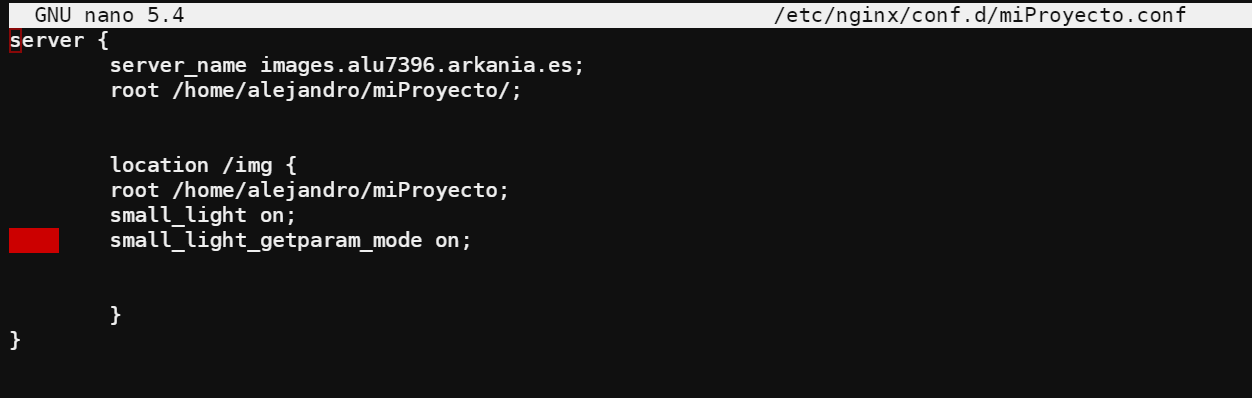 GNU nano 5.4 /etc/nginx/conf.d/miProyecto.conf
server {
server_name images.alu7396.arkania.es;
root /home/alejandro/miProyecto/;
location /img {
root /home/alejandro/miProyecto;
small_light on;
small_light_getparam_mode on;
}
}